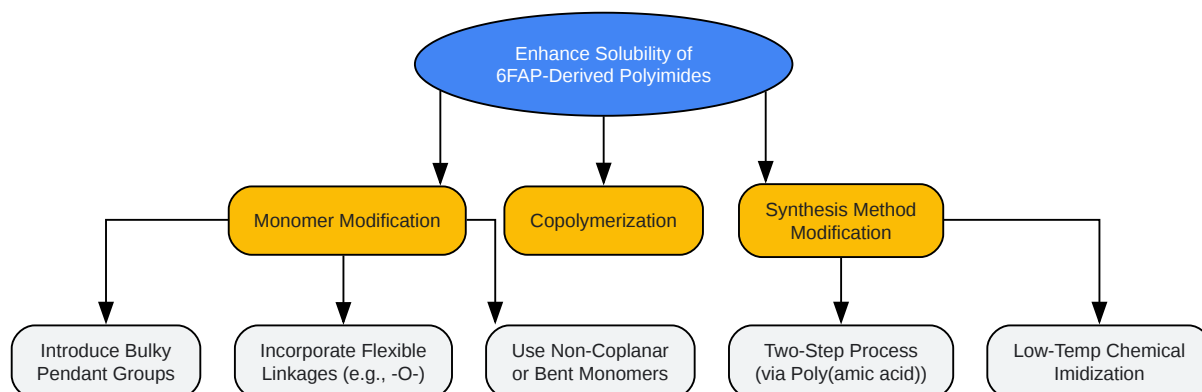 Enhance Solubility of
6FAP-Derived Polyimides
Monomer Modification
Copolymerization
Synthesis Method
Modification
Introduce Bulky
Pendant Groups
Incorporate Flexible
Linkages (e.g., -O-)
Use Non-Coplanar
or Bent Monomers
Two-Step Process
(via Poly(amic acid))
Low-Temp Chemical
Imidization